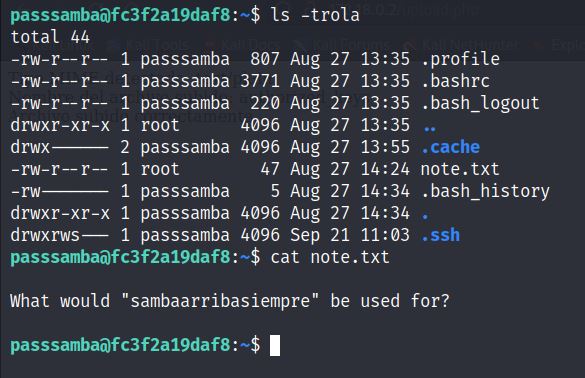 passsamba@fc3f2a19daf8:~$ ls -trola
total 44
-rw-r--r-- 1 passsamba  807 Aug 27 13:35 .profile
-rw-r--r-- 1 passsamba 3771 Aug 27 13:35 .bashrc
-rw-r--r-- 1 passsamba  220 Aug 27 13:35 .bash_logout
drwxr-xr-x 1 root      4096 Aug 27 13:35 ..
drwx------ 2 passsamba 4096 Aug 27 13:55 .cache
-rw-r--r-- 1 root        47 Aug 27 14:24 note.txt
-rw------- 1 passsamba    5 Aug 27 14:34 .bash_history
drwxr-xr-x 1 passsamba 4096 Aug 27 14:34 .
drwxrws--- 1 passsamba 4096 Sep 21 11:03 .ssh
passsamba@fc3f2a19daf8:~$ cat note.txt
What would "sambaarribasiempre" be used for?
passsamba@fc3f2a19daf8:~$